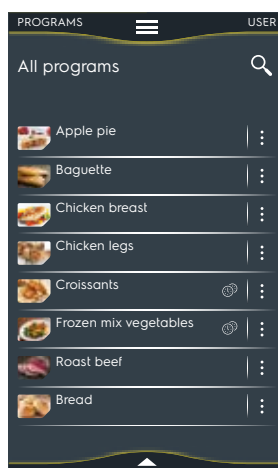 PROGRAMS USER
All programs
Apple pie
Baguette
Chicken breast
Chicken legs
Croissants
Frozen mix vegetables
Roast beef
Bread